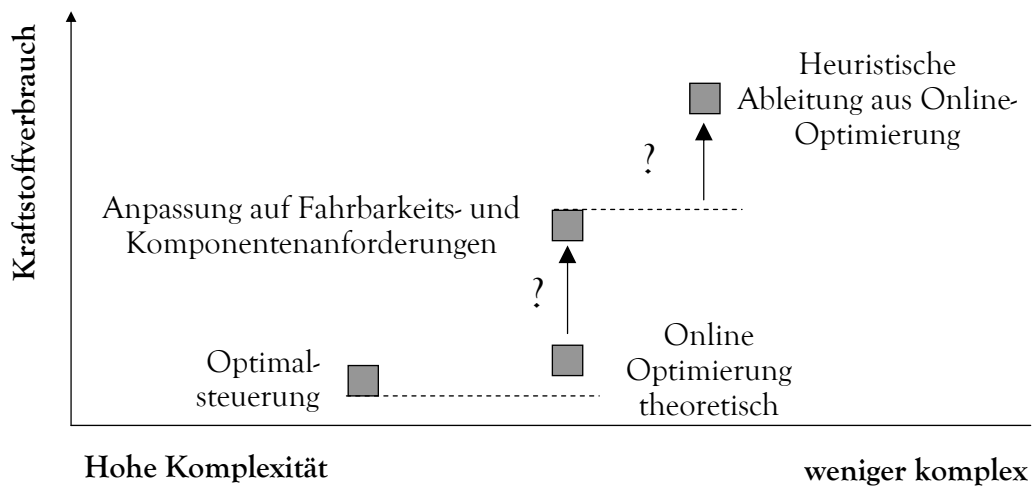 Kraftstoffverbrauch
Heuristische
Ableitung aus Online-
Optimierung
?
Anpassung auf Fahrbarkeits- und
Komponentenanforderungen
?
Optimal-
steuerung
Online
Optimierung
theoretisch
Hohe Komplexität
weniger komplex